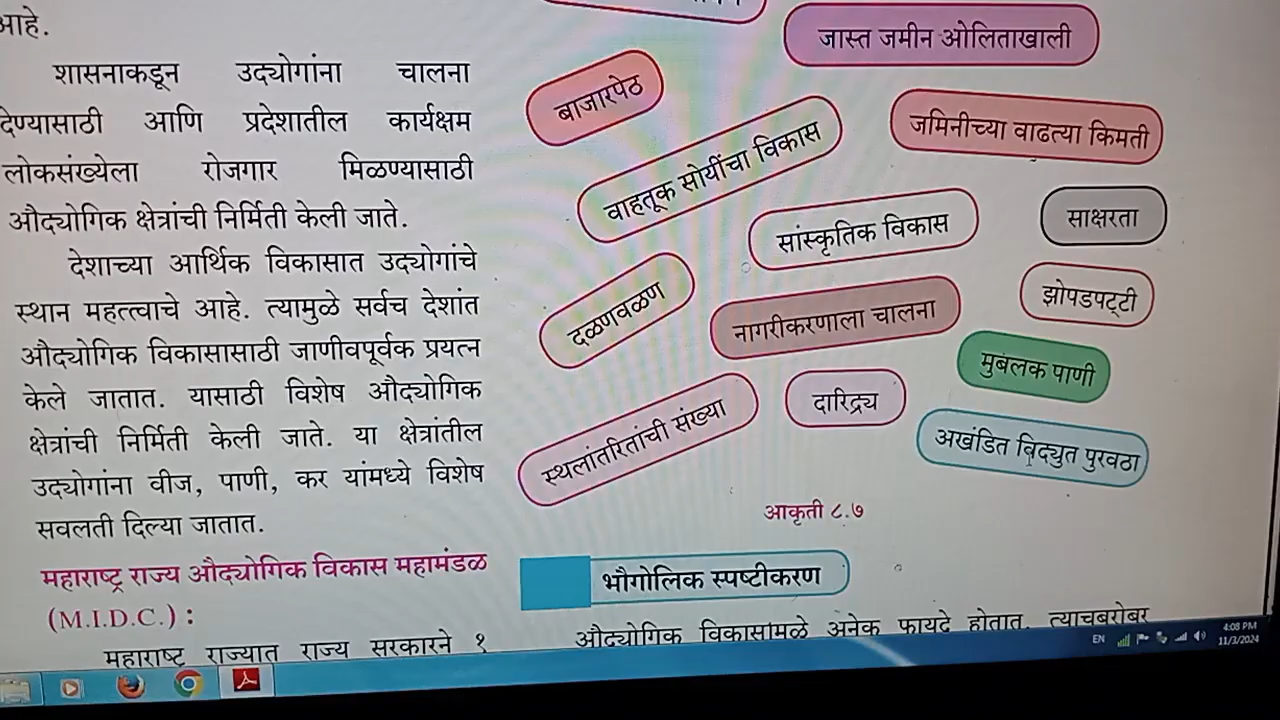 आहे.
शासनाकडून उद्योगांना चालना
देण्यासाठी आणि प्रदेशातील कार्यक्षम
लोकसंख्येला रोजगार मिळण्यासाठी
औद्योगिक क्षेत्रांची निर्मिती केली जाते.
देशाच्या आर्थिक विकासात उद्योगांचे
स्थान महत्त्वाचे आहे. त्यामुळे सर्वच देशांत
औद्योगिक विकासासाठी जाणीवपूर्वक प्रयत्न
केले जातात. यासाठी विशेष औद्योगिक
क्षेत्रांची निर्मिती केली जाते. या क्षेत्रांतील
उद्योगांना वीज, पाणी, कर यांमध्ये विशेष
सवलती दिल्या जातात.
महाराष्ट्र राज्य औद्योगिक विकास महामंडळ
(M.I.D.C.) :
महाराष्ट्र राज्यात राज्य सरकारने १
जास्त जमीन ओलिताखाली
बाजारपेठ
जमिनीच्या वाढत्या किमती
वाहतूक सोयींचा विकास
सांस्कृतिक विकास
साक्षरता
दळणवळण
नागरीकरणाला चालना
झोपडपट्टी
मुबलक पाणी
स्थलांतरितांची संख्या
दारिद्र्य
अखंडित विद्युत पुरवठा
आकृती ८.७
भौगोलिक स्पष्टीकरण
औद्योगिक विकासामुळे अनेक फायदे होतात. त्याचबरोबर
EN
4:08 PM
11/3/2024